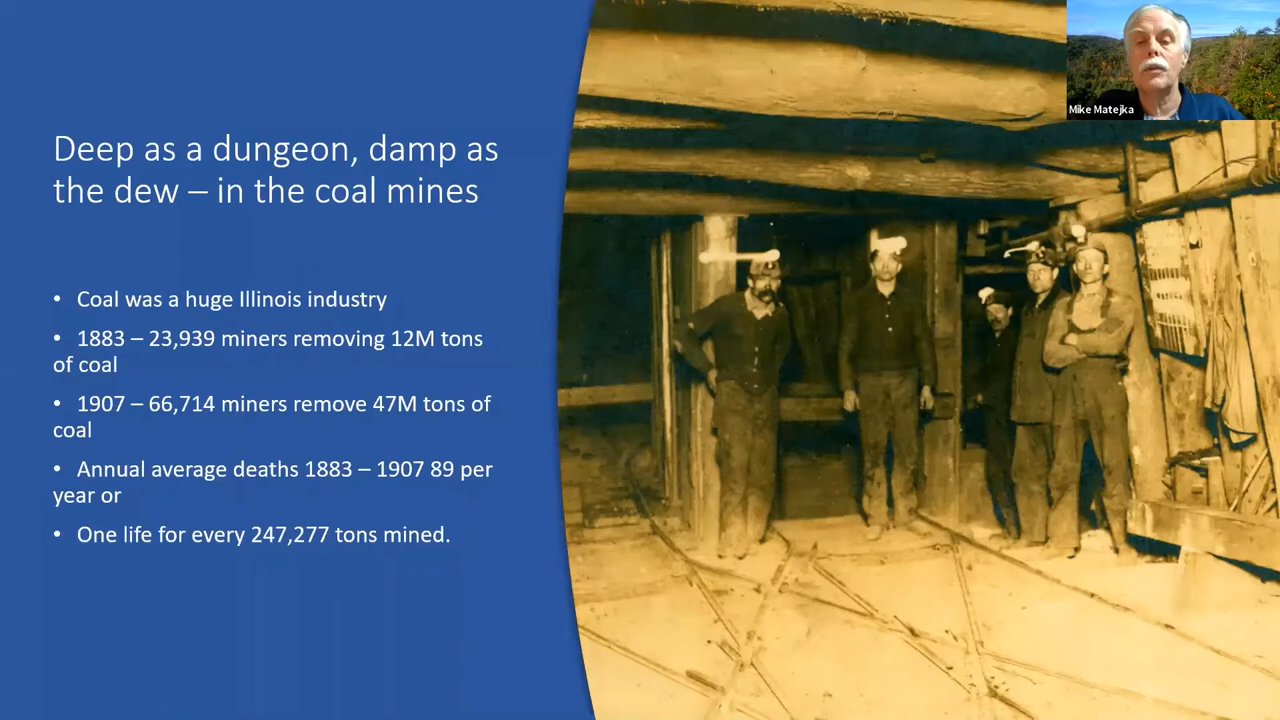 Deep as a dungeon, damp as
the dew – in the coal mines
• Coal was a huge Illinois industry
• 1883 – 23,939 miners removing 12M tons
of coal
• 1907 – 66,714 miners remove 47M tons of
coal
• Annual average deaths 1883 – 1907 89 per
year or
• One life for every 247,277 tons mined.
Mike Matejka